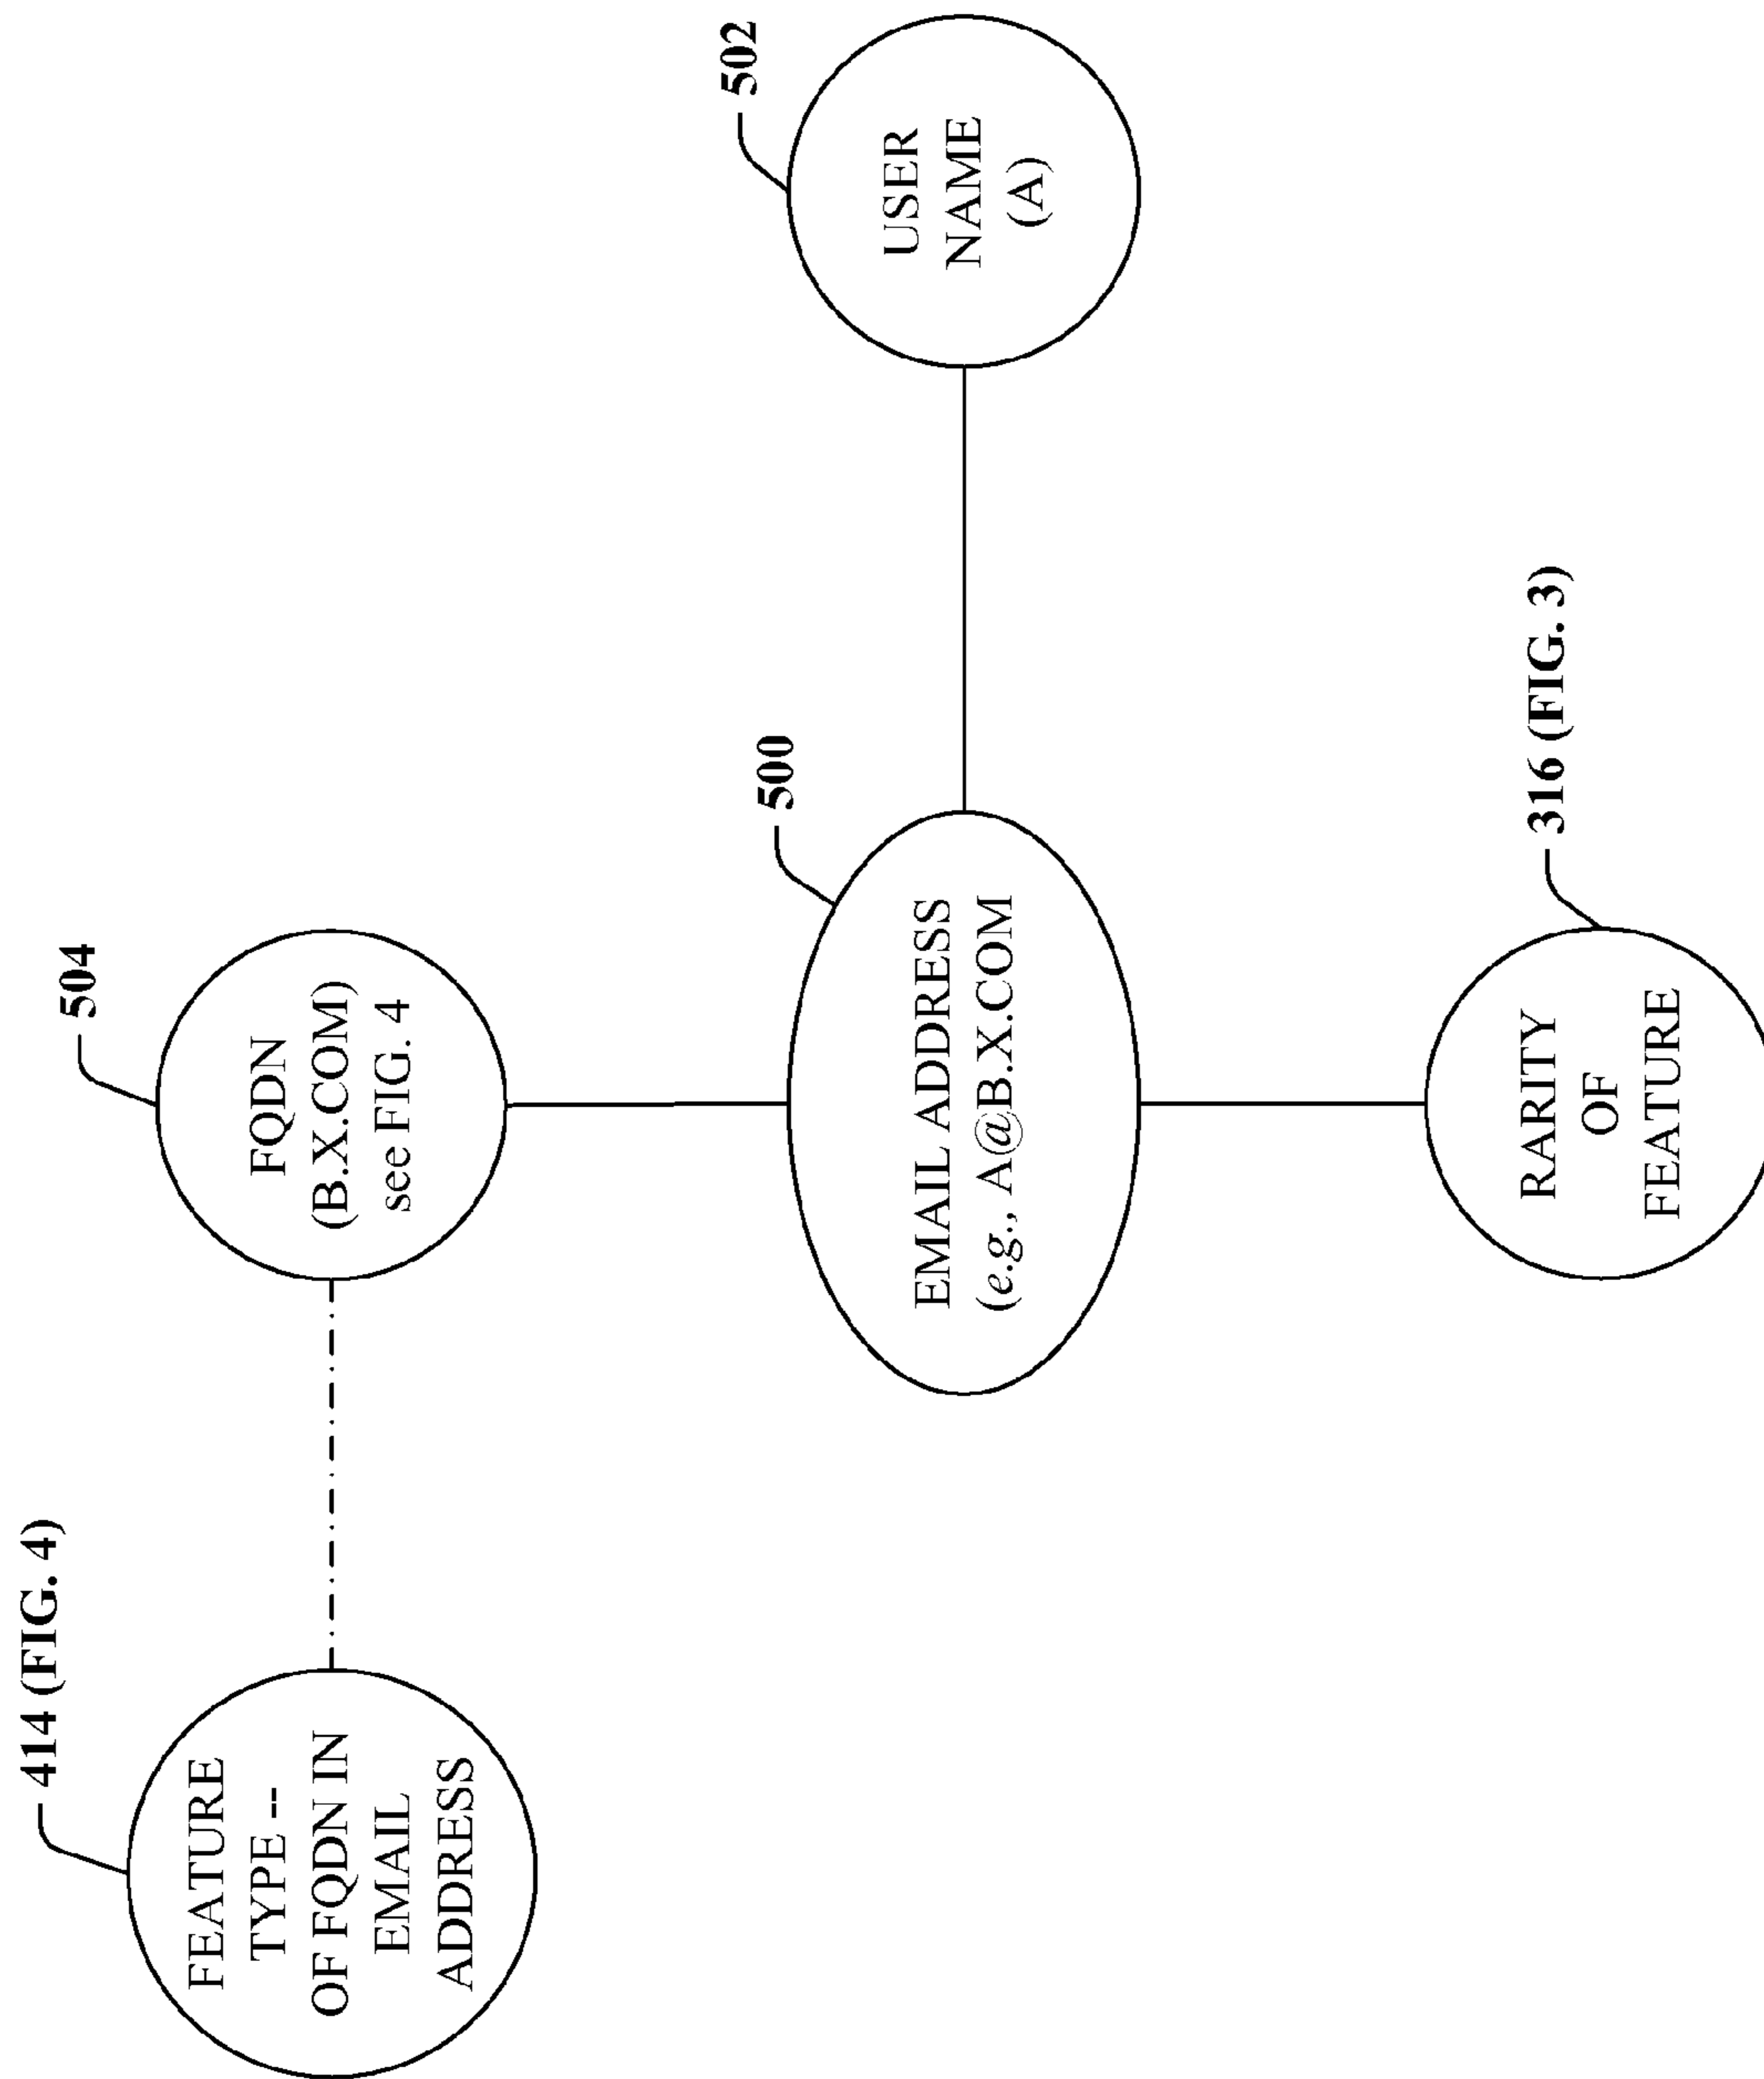 414 (FIG. 4)
FEATURE
TYPE --
OF FQDN IN
EMAIL
ADDRESS
504
FQDN
(B.X.COM)
see FIG. 4
500
EMAIL ADDRESS
(e.g., A@B.X.COM
502
USER
NAME
(A)
316 (FIG. 3)
RARITY
OF
FEATURE